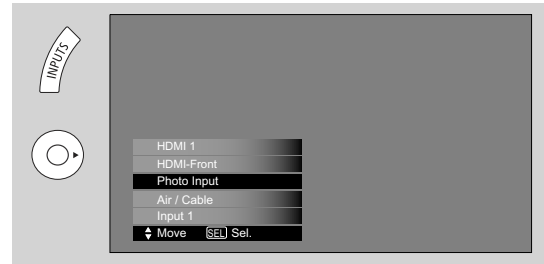 INPUTS
HDMI 1
HDMI-Front
Photo Input
Air / Cable
Input 1
Move SEL Sel.